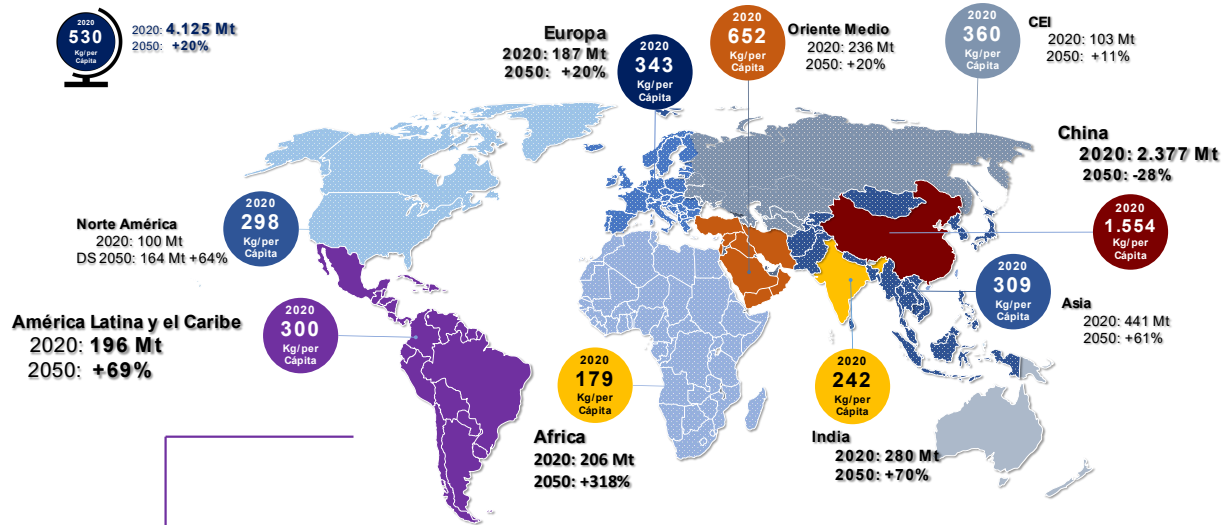 2020
530
Kg/per
Cápita
2020: 4.125 Mt
2050: +20%
Europa
2020: 187 Mt
2050: +20%
2020
343
Kg/per
Cápita
2020
652
Kg/per
Cápita
Oriente Medio
2020: 236 Mt
2050: +20%
2020
360
Kg/per
Cápita
CEI
2020: 103 Mt
2050: +11%
China
2020: 2.377 Mt
2050: -28%
2020
1.554
Kg/per
Cápita
Norte América
2020: 100 Mt
DS 2050: 164 Mt +64%
2020
298
Kg/per
Cápita
2020
309
Kg/per
Cápita
Asia
2020: 441 Mt
2050: +61%
América Latina y el Caribe
2020: 196 Mt
2050: +69%
2020
300
Kg/per
Cápita
2020
179
Kg/per
Cápita
Africa
2020: 206 Mt
2050: +318%
2020
242
Kg/per
Cápita
India
2020: 280 Mt
2050: +70%